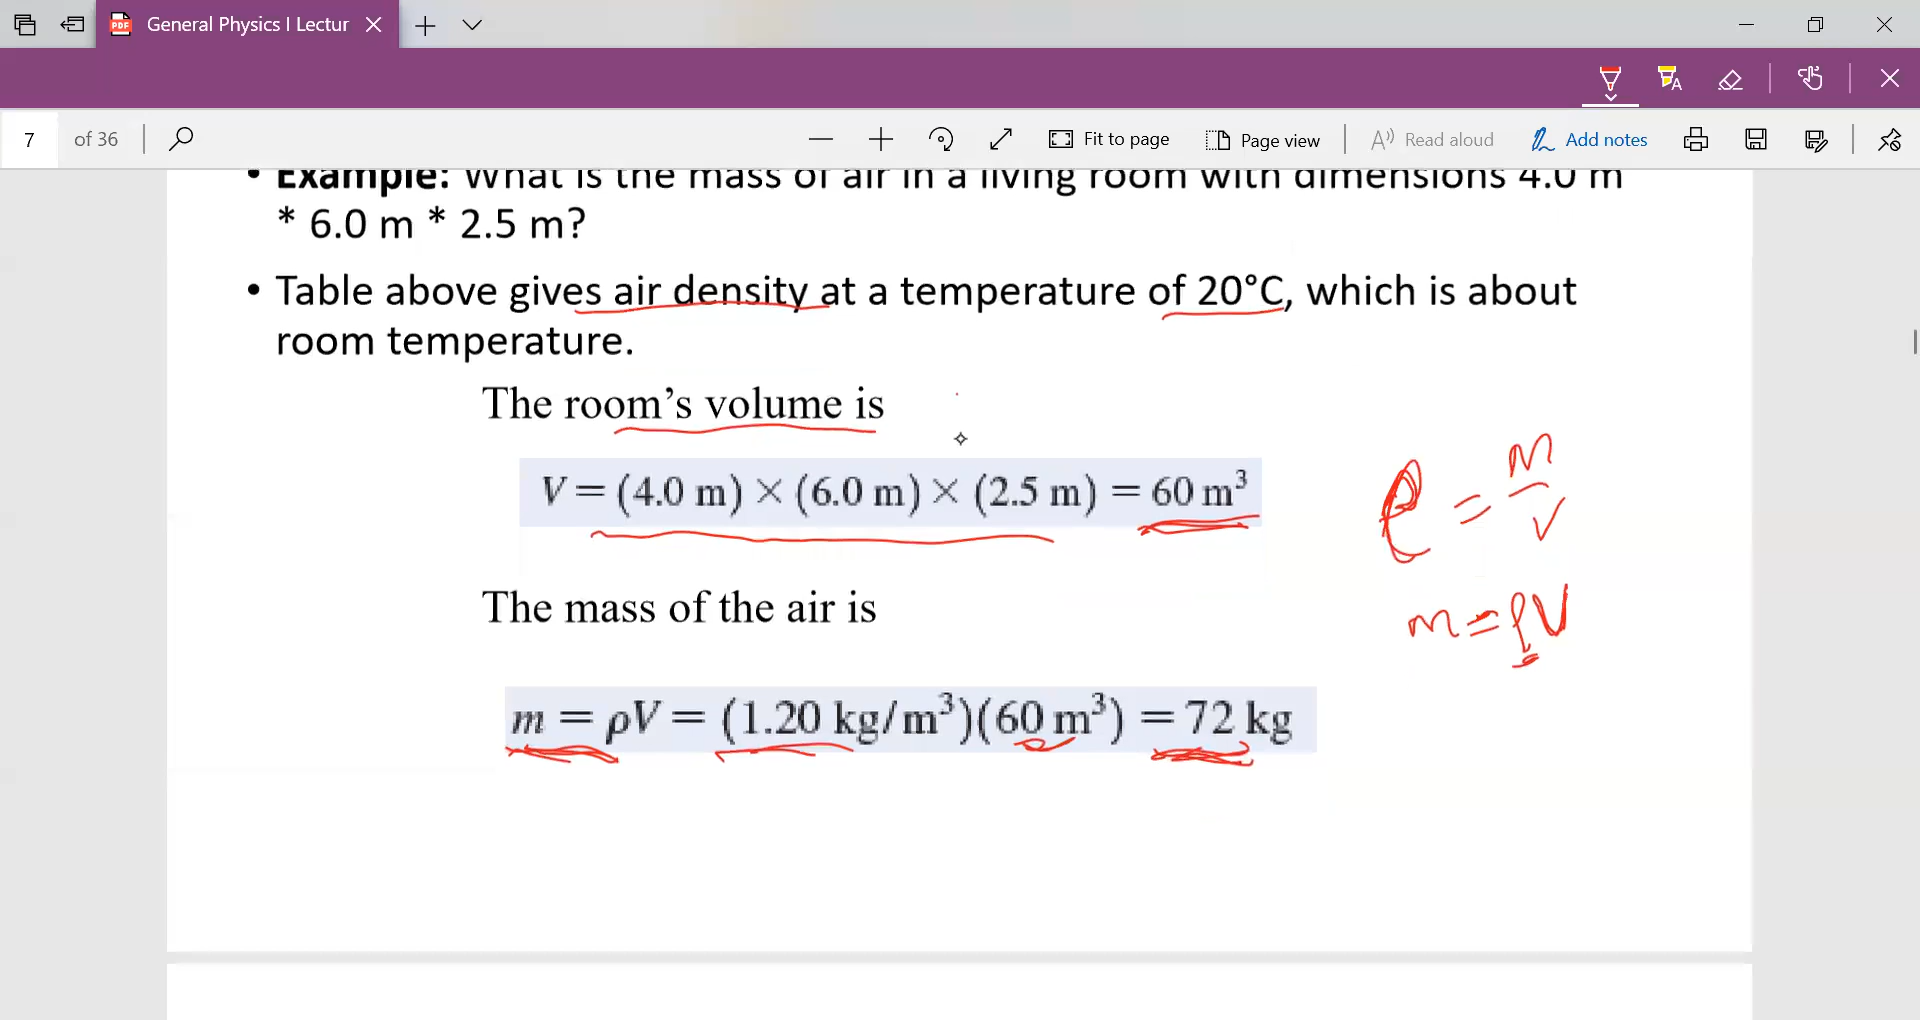 General Physics I Lectur
7 of 36
Fit to page
Page view
Read aloud
Add notes
• Example: What is the mass of air in a living room with dimensions 4.0 m
* 6.0 m * 2.5 m?
• Table above gives air density at a temperature of 20°C, which is about
room temperature.
The room's volume is
V = (4.0 m) × (6.0 m) × (2.5 m) = 60 m³
ρ = m/V
The mass of the air is
m = ρV
m = ρV = (1.20 kg/m³)(60 m³) = 72 kg